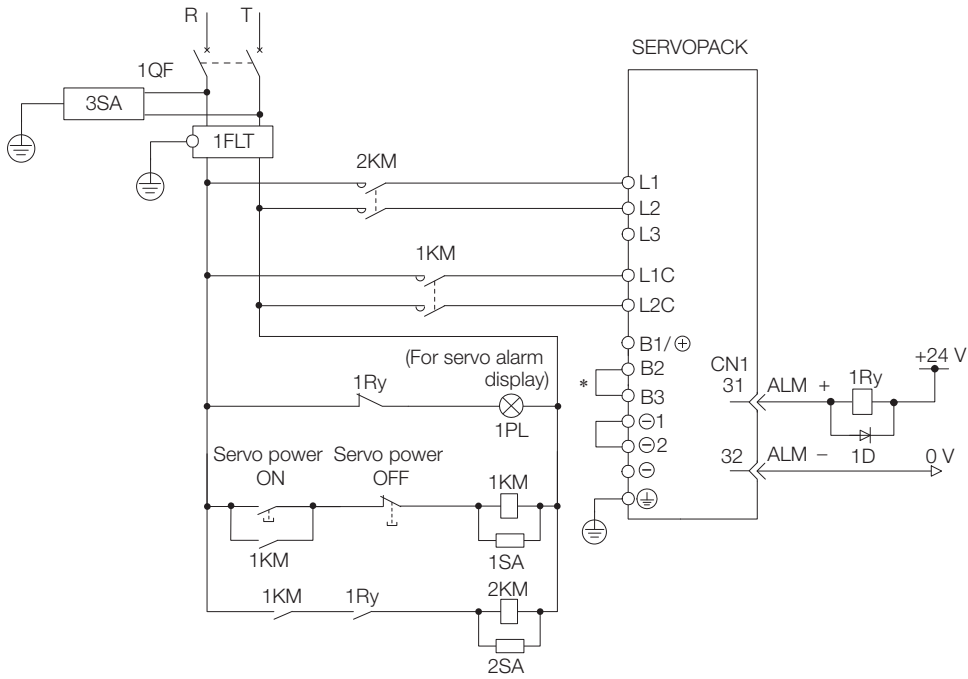 R T
SERVOPACK
1QF
3SA
1FLT
2KM
L1
L2
L3
1KM
L1C
L2C
B1/⊕
(For servo alarm
display)
+24 V
B2
CN1
1Ry
*
31 ALM + 1Ry
B3
1PL
⊖1
⊖2
1D
Servo power
ON
Servo power
OFF
32 ALM − 0 V
⊖
1KM
1KM
1SA
1KM 1Ry 2KM
2SA